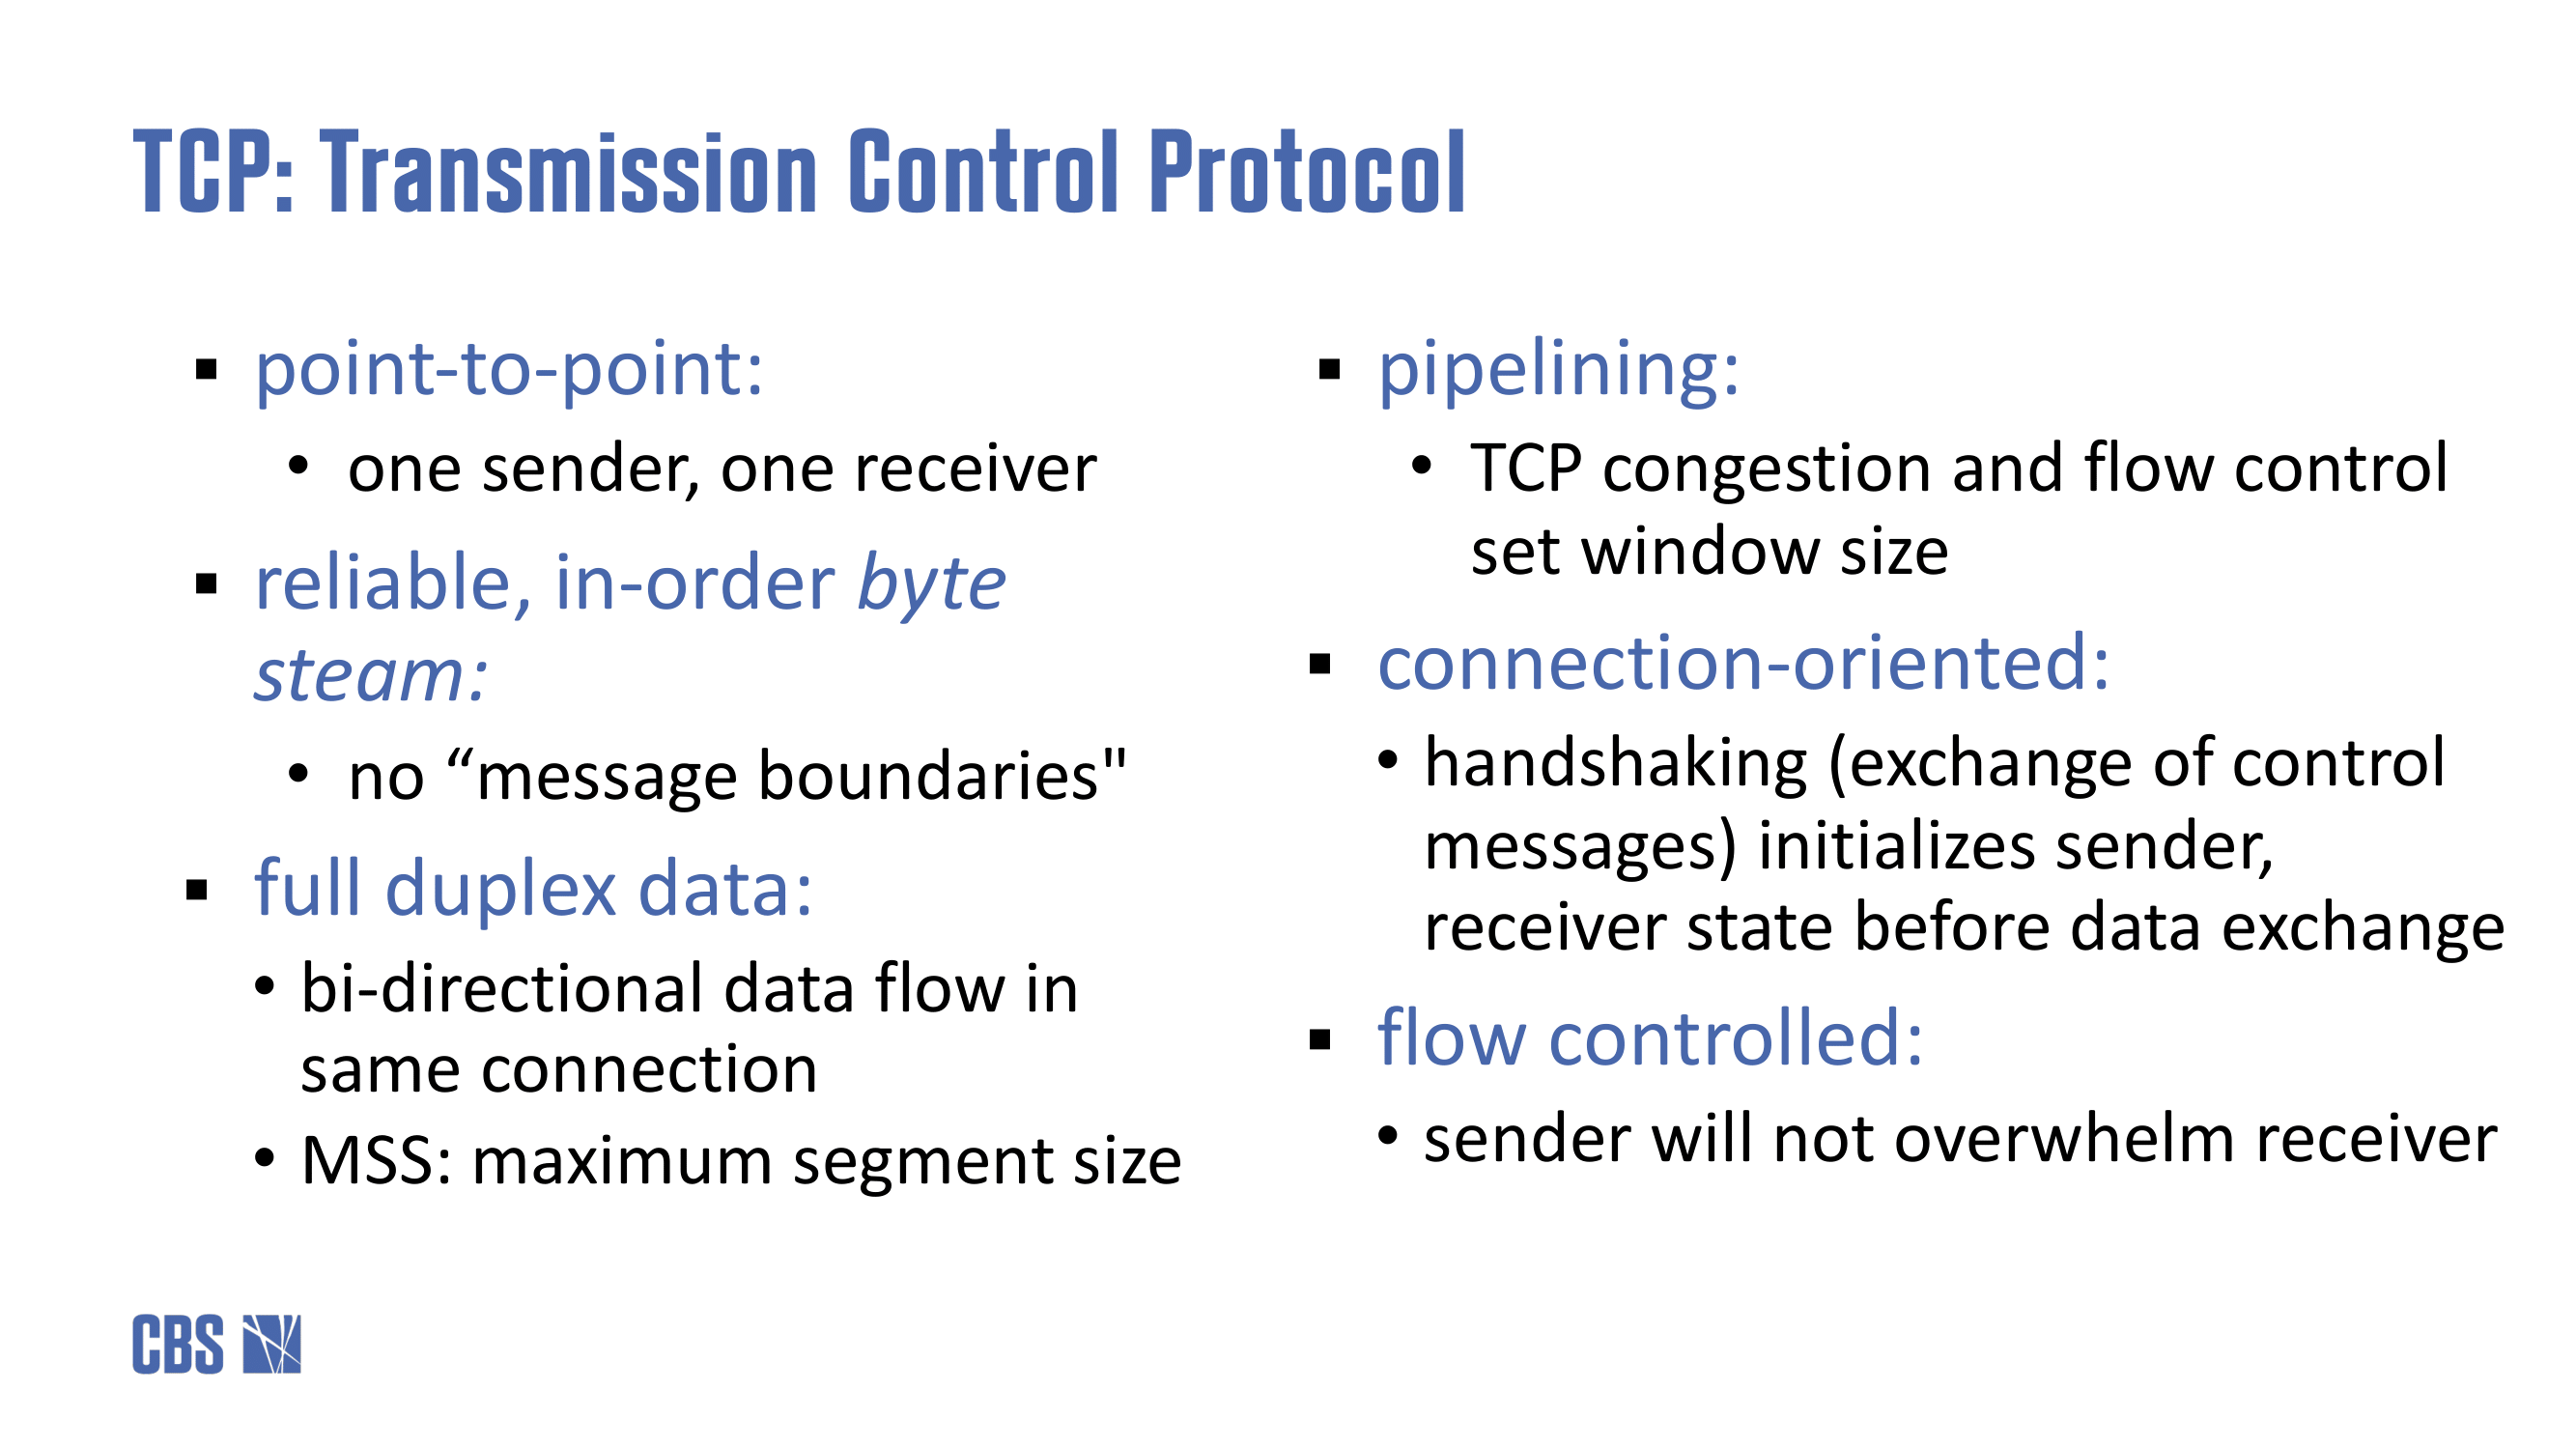 TCP: Transmission Control Protocol
▪ point-to-point:
• one sender, one receiver
▪ reliable, in-order byte
steam:
• no “message boundaries"
▪ full duplex data:
• bi-directional data flow in
same connection
• MSS: maximum segment size
▪ pipelining:
• TCP congestion and flow control
set window size
▪ connection-oriented:
• handshaking (exchange of control
messages) initializes sender,
receiver state before data exchange
▪ flow controlled:
• sender will not overwhelm receiver
CBS